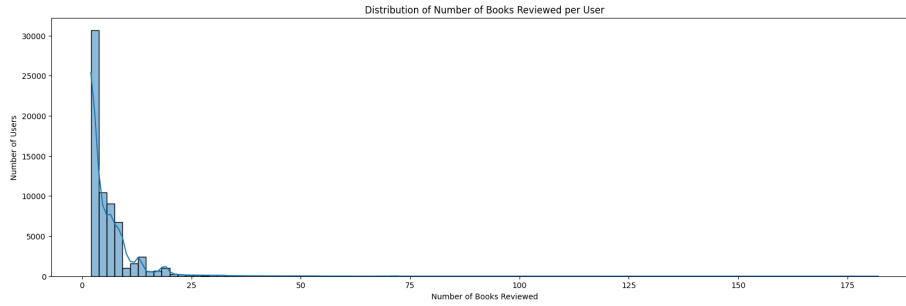 Distribution of Number of Books Reviewed per User
Number of Users
30000
25000
20000
15000
10000
5000
0
0 25 50 75 100 125 150 175
Number of Books Reviewed